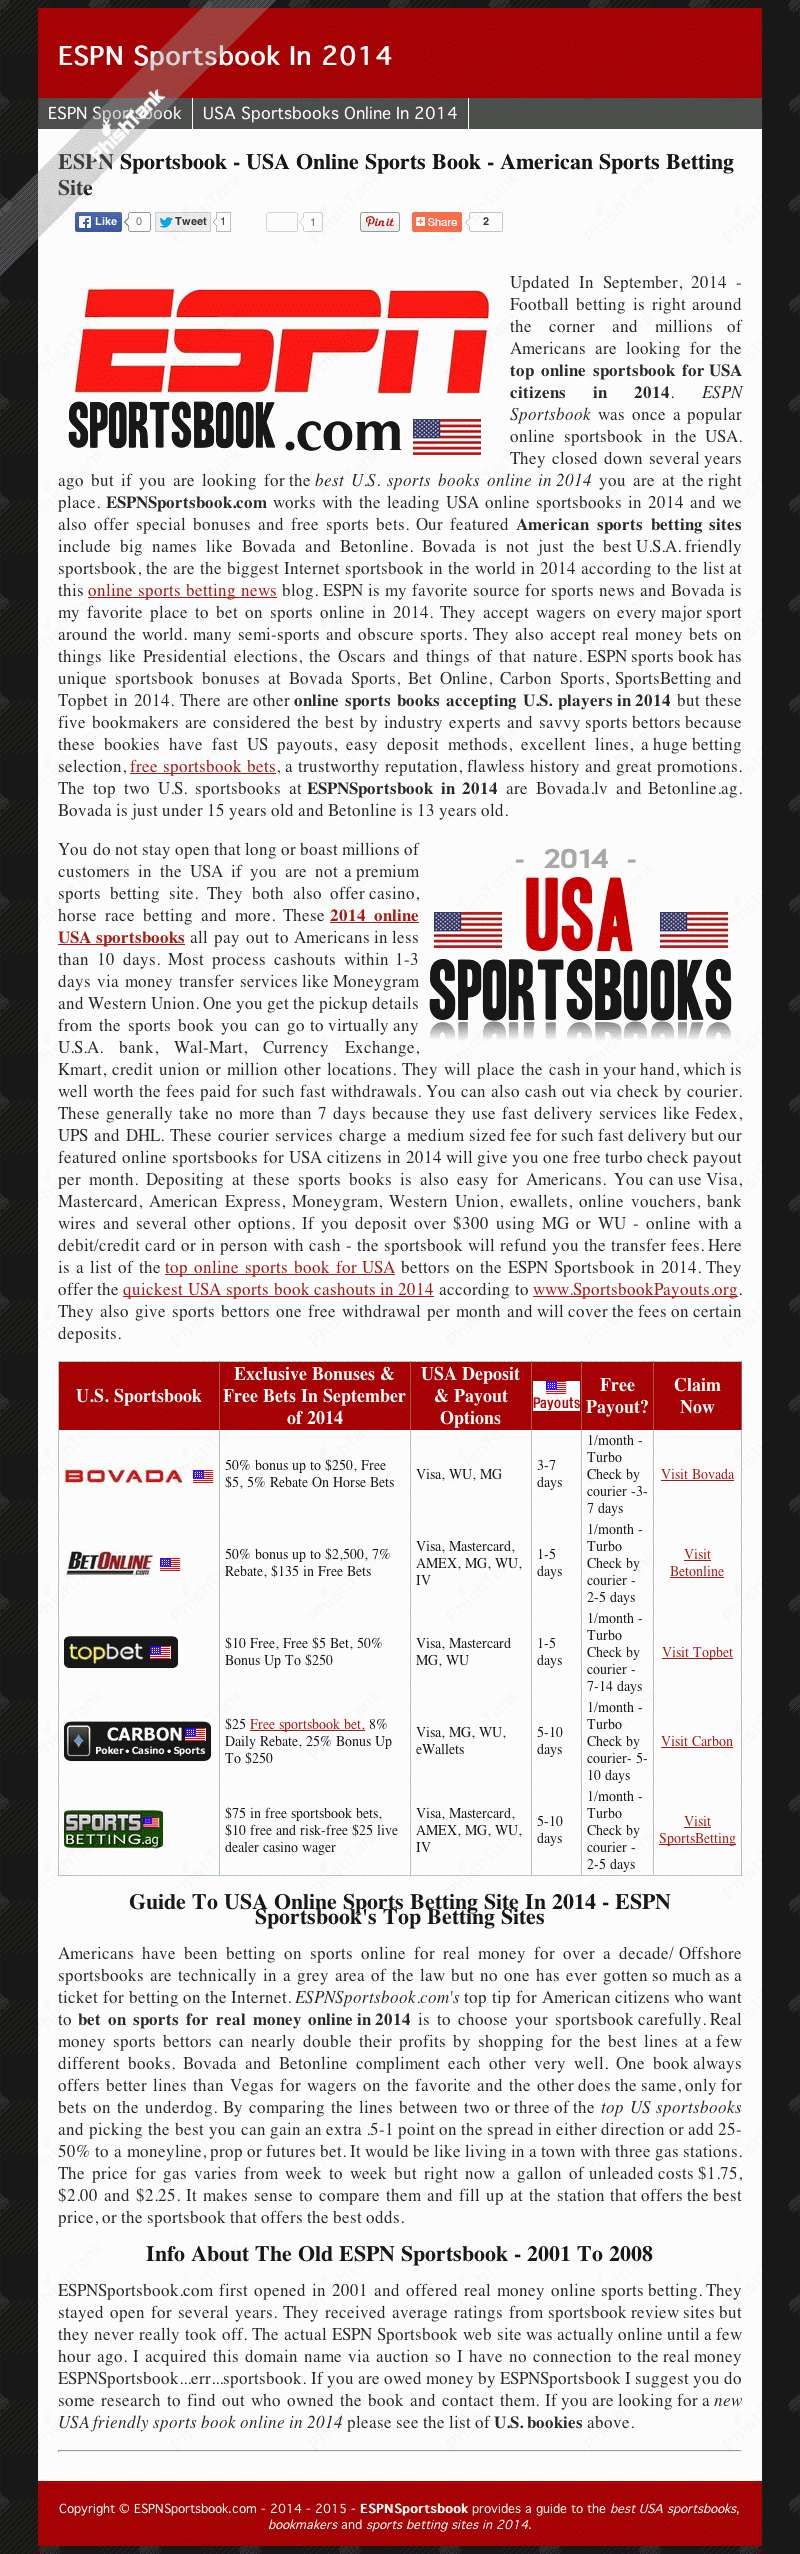 ESPN Sportsbook In 2014
PhishTank
ESPN Sportsbook
USA Sportsbooks Online In 2014
ESPN Sportsbook - USA Online Sports Book - American Sports Betting
Site
Like 0 Tweet 1 1 Pinit Share 2
ESPN
SPORTSBOOK.com
Updated In September, 2014 -
Football betting is right around
the corner and millions of
Americans are looking for the
top online sportsbook for USA
citizens in 2014. ESPN
Sportsbook was once a popular
online sportsbook in the USA.
They closed down several years
ago but if you are looking for the best U.S. sports books online in 2014 you are at the right
place. ESPNSportsbook.com works with the leading USA online sportsbooks in 2014 and we
also offer special bonuses and free sports bets. Our featured American sports betting sites
include big names like Bovada and Betonline. Bovada is not just the best U.S.A. friendly
sportsbook, the are the biggest Internet sportsbook in the world in 2014 according to the list at
this online sports betting news blog. ESPN is my favorite source for sports news and Bovada is
my favorite place to bet on sports online in 2014. They accept wagers on every major sport
around the world. many semi-sports and obscure sports. They also accept real money bets on
things like Presidential elections, the Oscars and things of that nature. ESPN sports book has
unique sportsbook bonuses at Bovada Sports, Bet Online, Carbon Sports, SportsBetting and
Topbet in 2014. There are other online sports books accepting U.S. players in 2014 but these
five bookmakers are considered the best by industry experts and savvy sports bettors because
these bookies have fast US payouts, easy deposit methods, excellent lines, a huge betting
selection, free sportsbook bets, a trustworthy reputation, flawless history and great promotions.
The top two U.S. sportsbooks at ESPNSportsbook in 2014 are Bovada.lv and Betonline.ag.
Bovada is just under 15 years old and Betonline is 13 years old.
You do not stay open that long or boast millions of
customers in the USA if you are not a premium
sports betting site. They both also offer casino,
horse race betting and more. These 2014 online
USA sportsbooks all pay out to Americans in less
than 10 days. Most process cashouts within 1-3
days via money transfer services like Moneygram
and Western Union. One you get the pickup details
from the sports book you can go to virtually any
U.S.A. bank, Wal-Mart, Currency Exchange,
- 2014 -
USA
SPORTSBOOKS
Kmart, credit union or million other locations. They will place the cash in your hand, which is
well worth the fees paid for such fast withdrawals. You can also cash out via check by courier.
These generally take no more than 7 days because they use fast delivery services like Fedex,
UPS and DHL. These courier services charge a medium sized fee for such fast delivery but our
featured online sportsbooks for USA citizens in 2014 will give you one free turbo check payout
per month. Depositing at these sports books is also easy for Americans. You can use Visa,
Mastercard, American Express, Moneygram, Western Union, ewallets, online vouchers, bank
wires and several other options. If you deposit over $300 using MG or WU - online with a
debit/credit card or in person with cash - the sportsbook will refund you the transfer fees. Here
is a list of the top online sports book for USA bettors on the ESPN Sportsbook in 2014. They
offer the quickest USA sports book cashouts in 2014 according to www.SportsbookPayouts.org.
They also give sports bettors one free withdrawal per month and will cover the fees on certain
deposits.
U.S. Sportsbook
Exclusive Bonuses &
Free Bets In September
of 2014
USA Deposit
& Payout
Options
Payouts
Free
Payout?
Claim
Now
BOVADA
50% bonus up to $250, Free
$5, 5% Rebate On Horse Bets
Visa, WU, MG
3-7
days
1/month -
Turbo
Check by
courier -3-
7 days
Visit Bovada
BETONLINE.com
50% bonus up to $2,500, 7%
Rebate, $135 in Free Bets
Visa, Mastercard,
AMEX, MG, WU,
IV
1-5
days
1/month -
Turbo
Check by
courier -
2-5 days
Visit
Betonline
topbet
$10 Free, Free $5 Bet, 50%
Bonus Up To $250
Visa, Mastercard
MG, WU
1-5
days
1/month -
Turbo
Check by
courier -
7-14 days
Visit Topbet
CARBON
Poker • Casino • Sports
$25 Free sportsbook bet, 8%
Daily Rebate, 25% Bonus Up
To $250
Visa, MG, WU,
eWallets
5-10
days
1/month -
Turbo
Check by
courier- 5-
10 days
Visit Carbon
SPORTS
BETTING.ag
$75 in free sportsbook bets,
$10 free and risk-free $25 live
dealer casino wager
Visa, Mastercard,
AMEX, MG, WU,
IV
5-10
days
1/month -
Turbo
Check by
courier -
2-5 days
Visit
SportsBetting
Guide To USA Online Sports Betting Site In 2014 - ESPN
Sportsbook's Top Betting Sites
Americans have been betting on sports online for real money for over a decade/ Offshore
sportsbooks are technically in a grey area of the law but no one has ever gotten so much as a
ticket for betting on the Internet. ESPNSportsbook.com's top tip for American citizens who want
to bet on sports for real money online in 2014 is to choose your sportsbook carefully. Real
money sports bettors can nearly double their profits by shopping for the best lines at a few
different books. Bovada and Betonline compliment each other very well. One book always
offers better lines than Vegas for wagers on the favorite and the other does the same, only for
bets on the underdog. By comparing the lines between two or three of the top US sportsbooks
and picking the best you can gain an extra .5-1 point on the spread in either direction or add 25-
50% to a moneyline, prop or futures bet. It would be like living in a town with three gas stations.
The price for gas varies from week to week but right now a gallon of unleaded costs $1.75,
$2.00 and $2.25. It makes sense to compare them and fill up at the station that offers the best
price, or the sportsbook that offers the best odds.
Info About The Old ESPN Sportsbook - 2001 To 2008
ESPNSportsbook.com first opened in 2001 and offered real money online sports betting. They
stayed open for several years. They received average ratings from sportsbook review sites but
they never really took off. The actual ESPN Sportsbook web site was actually online until a few
hour ago. I acquired this domain name via auction so I have no connection to the real money
ESPNSportsbook...err...sportsbook. If you are owed money by ESPNSportsbook I suggest you do
some research to find out who owned the book and contact them. If you are looking for a new
USA friendly sports book online in 2014 please see the list of U.S. bookies above.
Copyright © ESPNSportsbook.com - 2014 - 2015 - ESPNSportsbook provides a guide to the best USA sportsbooks,
bookmakers and sports betting sites in 2014.